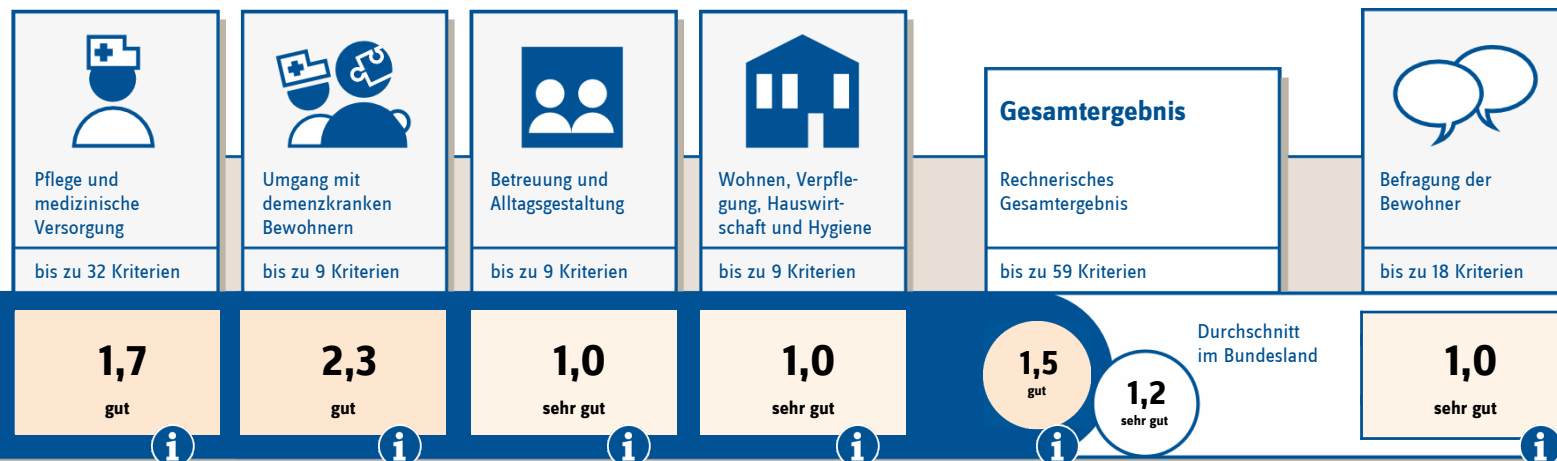 Pflege und
medizinische
Versorgung
bis zu 32 Kriterien
1,7
gut
i
Umgang mit
demenzkranken
Bewohnern
bis zu 9 Kriterien
2,3
gut
i
Betreuung und
Alltagsgestaltung
bis zu 9 Kriterien
1,0
sehr gut
i
Wohnen, Verpfle-
gung, Hauswirt-
schaft und Hygiene
bis zu 9 Kriterien
1,0
sehr gut
i
Gesamtergebnis
Rechnerisches
Gesamtergebnis
bis zu 59 Kriterien
1,5
gut
i
Durchschnitt
im Bundesland
1,2
sehr gut
Befragung der
Bewohner
bis zu 18 Kriterien
1,0
sehr gut
i